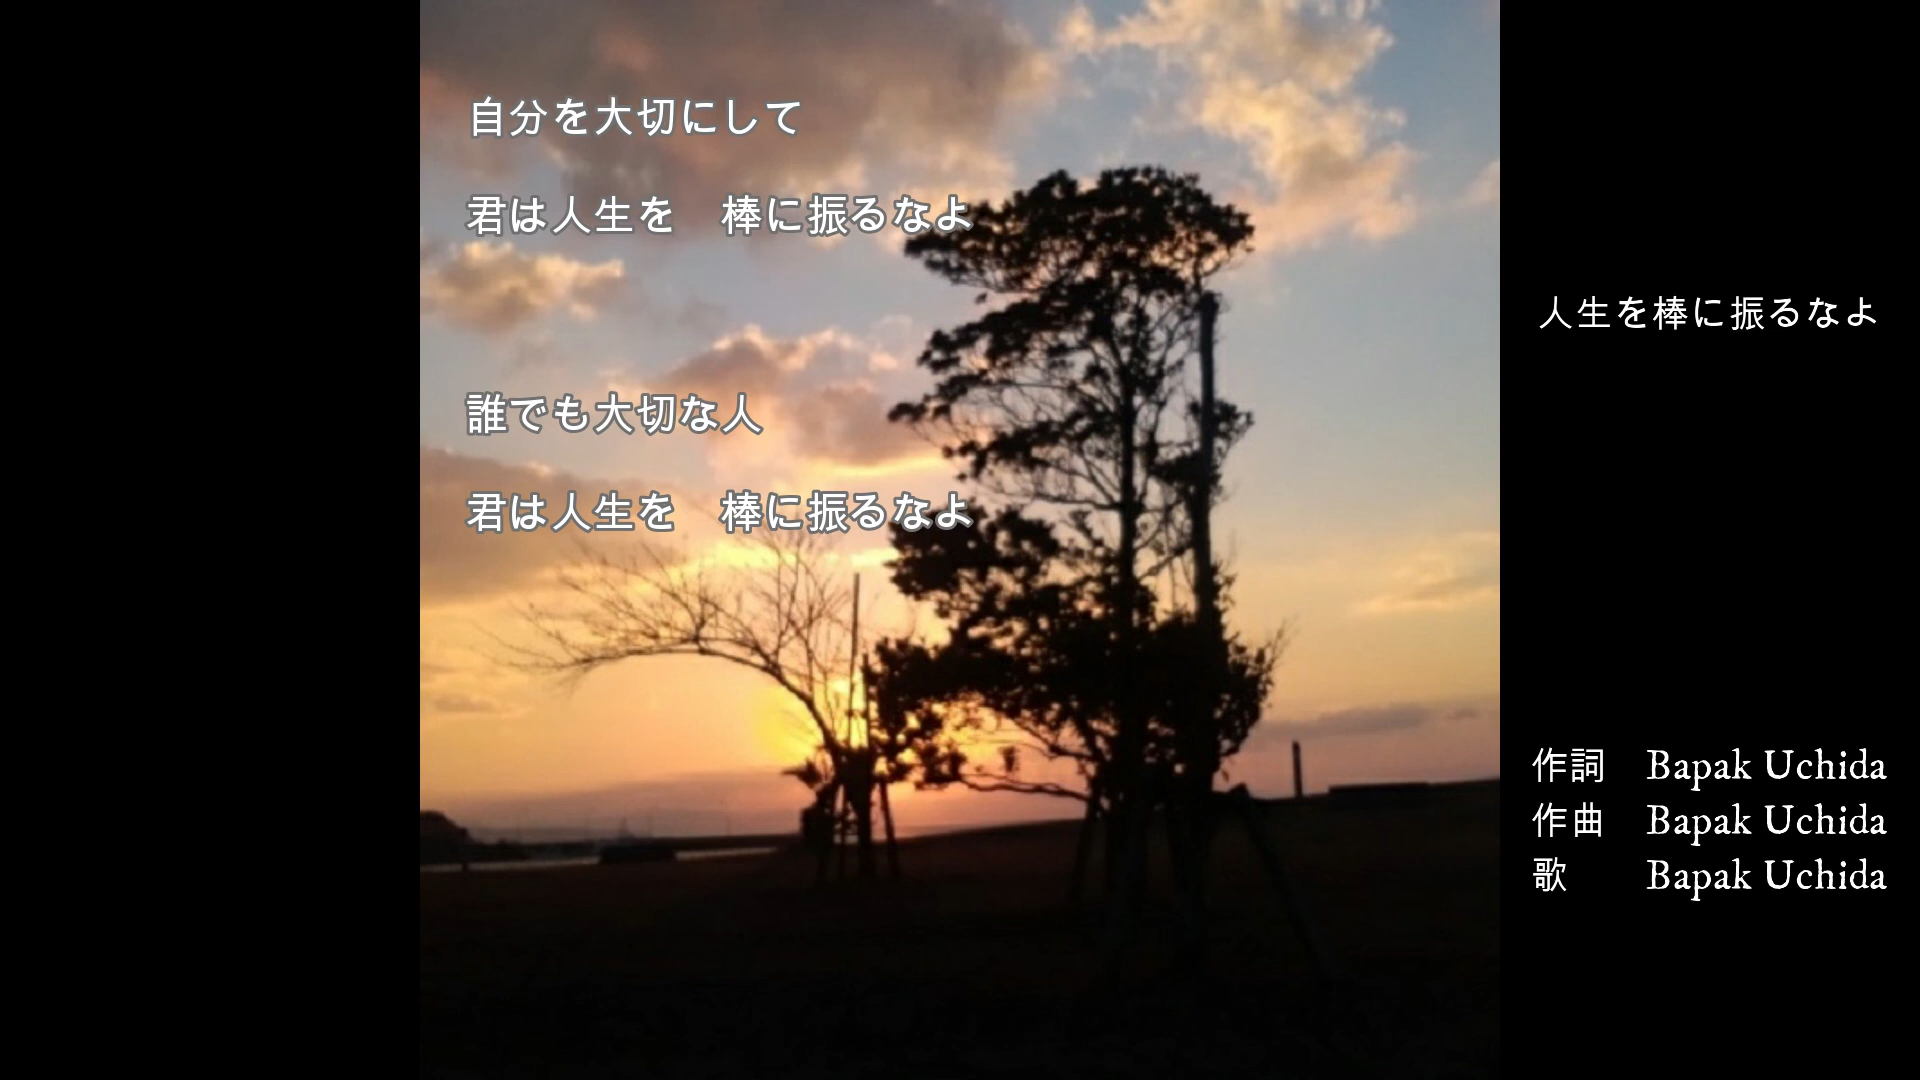 自分を大切にして
君は人生を　棒に振るなよ
誰でも大切な人
君は人生を　棒に振るなよ
人生を棒に振るなよ
作詞　Bapak Uchida
作曲　Bapak Uchida
歌　　Bapak Uchida